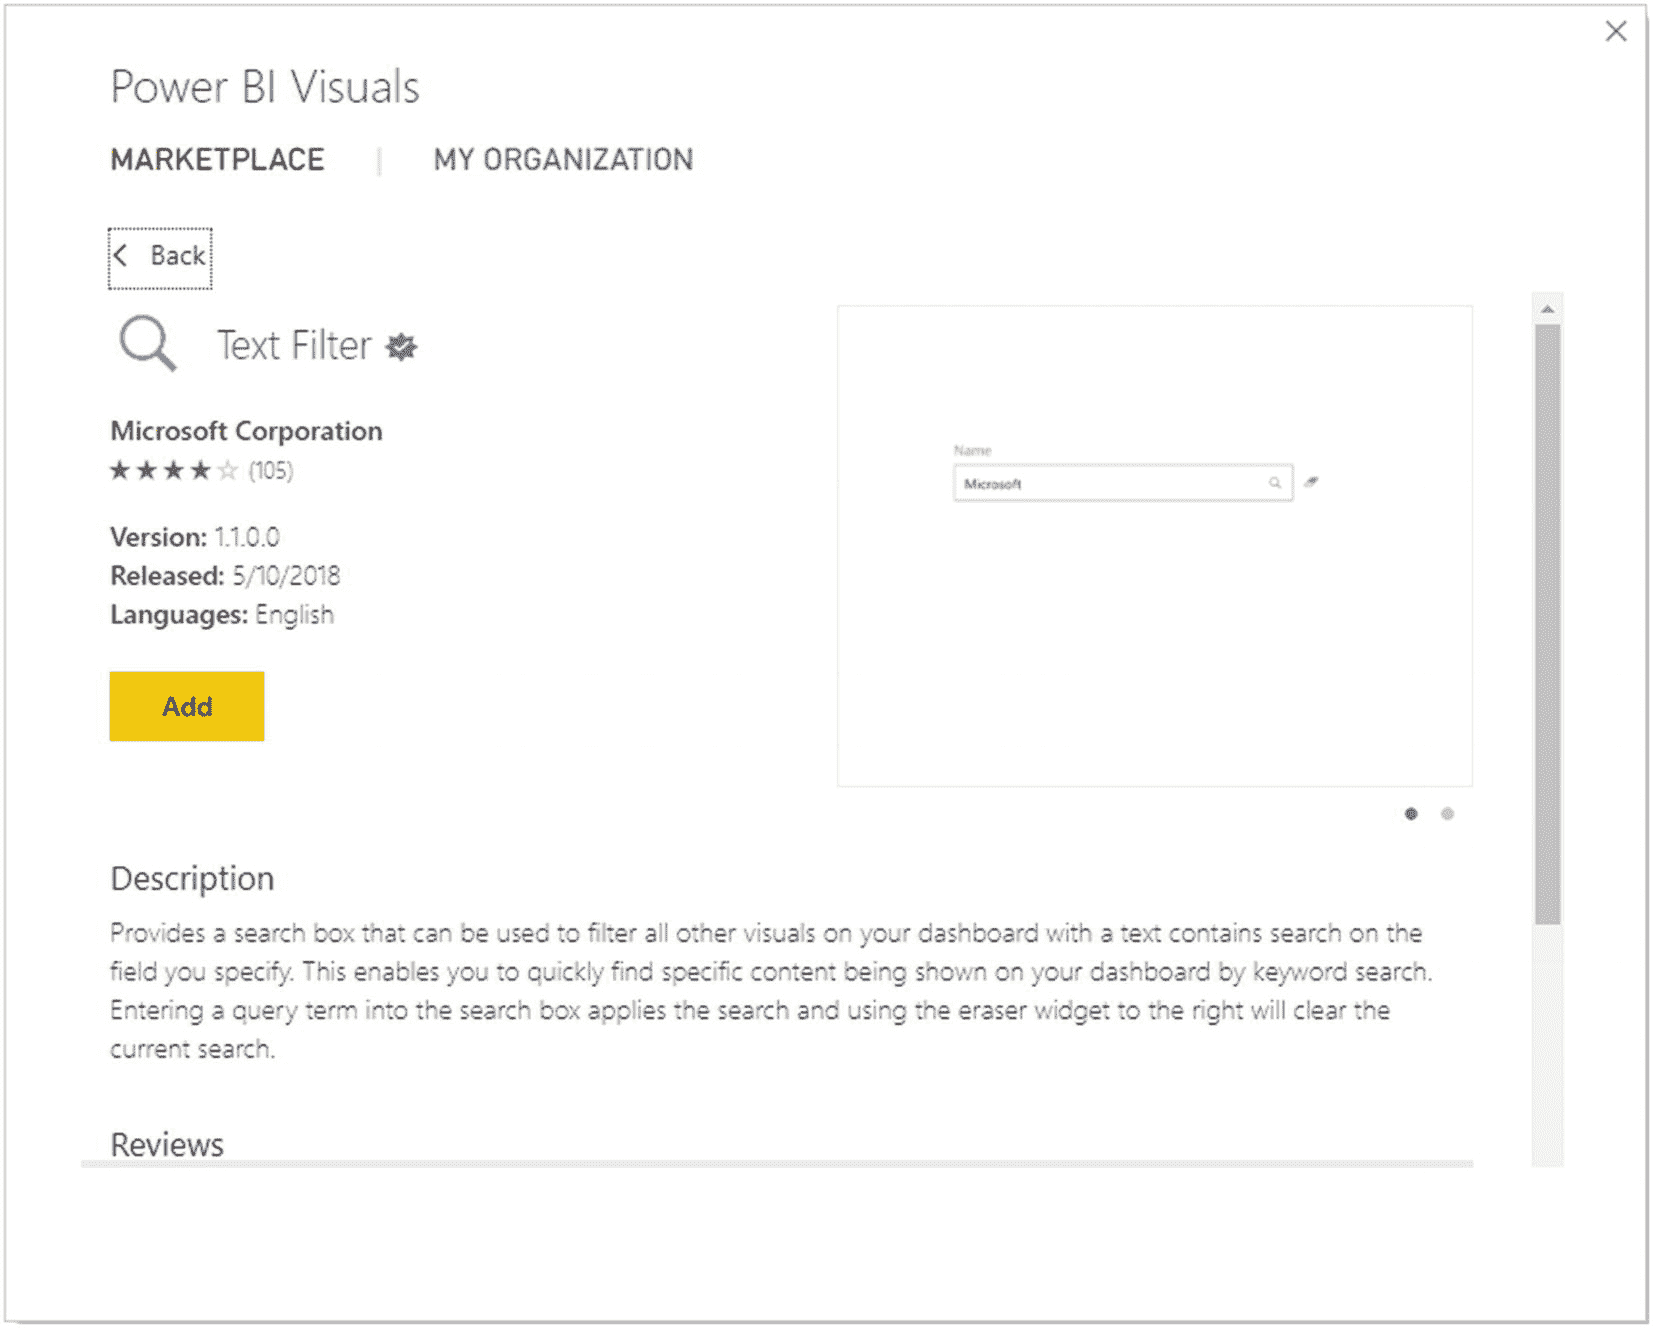 Power BI Visuals
MARKETPLACE | MY ORGANIZATION
Back
Text Filter
Microsoft Corporation
(105)
Version: 1.1.0.0
Released: 5/10/2018
Languages: English
Add
Name
Microsoft
Description
Provides a search box that can be used to filter all other visuals on your dashboard with a text contains search on the
field you specify. This enables you to quickly find specific content being shown on your dashboard by keyword search.
Entering a query term into the search box applies the search and using the eraser widget to the right will clear the
current search.
Reviews